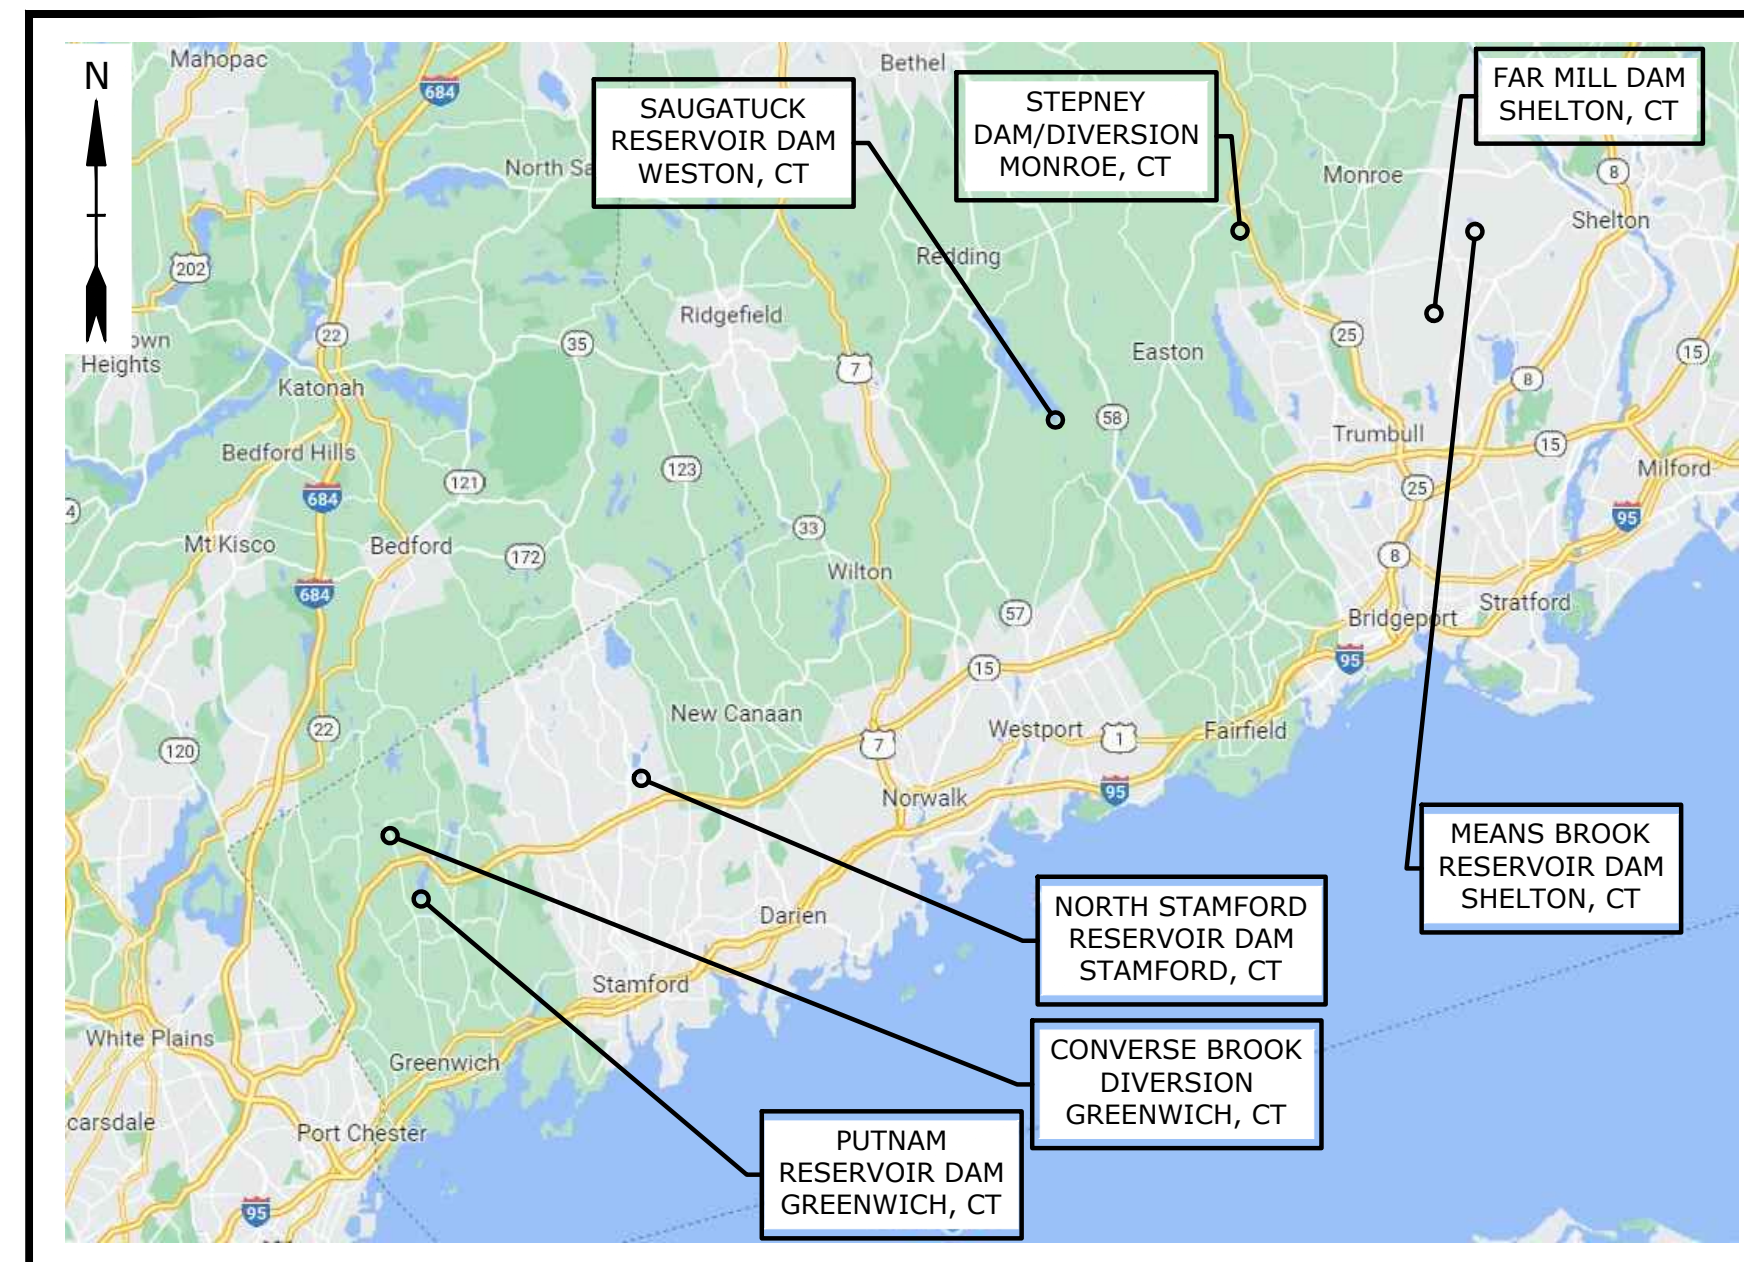 N
Mahopac
684
Bethel
SAUGATUCK
RESERVOIR DAM
WESTON, CT
STEPNEY
DAM/DIVERSION
MONROE, CT
FAR MILL DAM
SHELTON, CT
North Sa
Monroe
8
Shelton
202
Redding
Ridgefield
22
35
7
25
15
own
Heights
Easton
Katonah
8
58
Trumbull
15
Bedford Hills
123
Milford
121
684
25
4
33
95
Mt Kisco
Bedford
172
8
Wilton
684
57
Stratford
Bridgeport
95
15
New Canaan
22
Westport
1
Fairfield
120
7
95
Norwalk
MEANS BROOK
RESERVOIR DAM
SHELTON, CT
Darien
NORTH STAMFORD
RESERVOIR DAM
STAMFORD, CT
Stamford
White Plains
CONVERSE BROOK
DIVERSION
GREENWICH, CT
Greenwich
carsdale
Port Chester
PUTNAM
RESERVOIR DAM
GREENWICH, CT
95